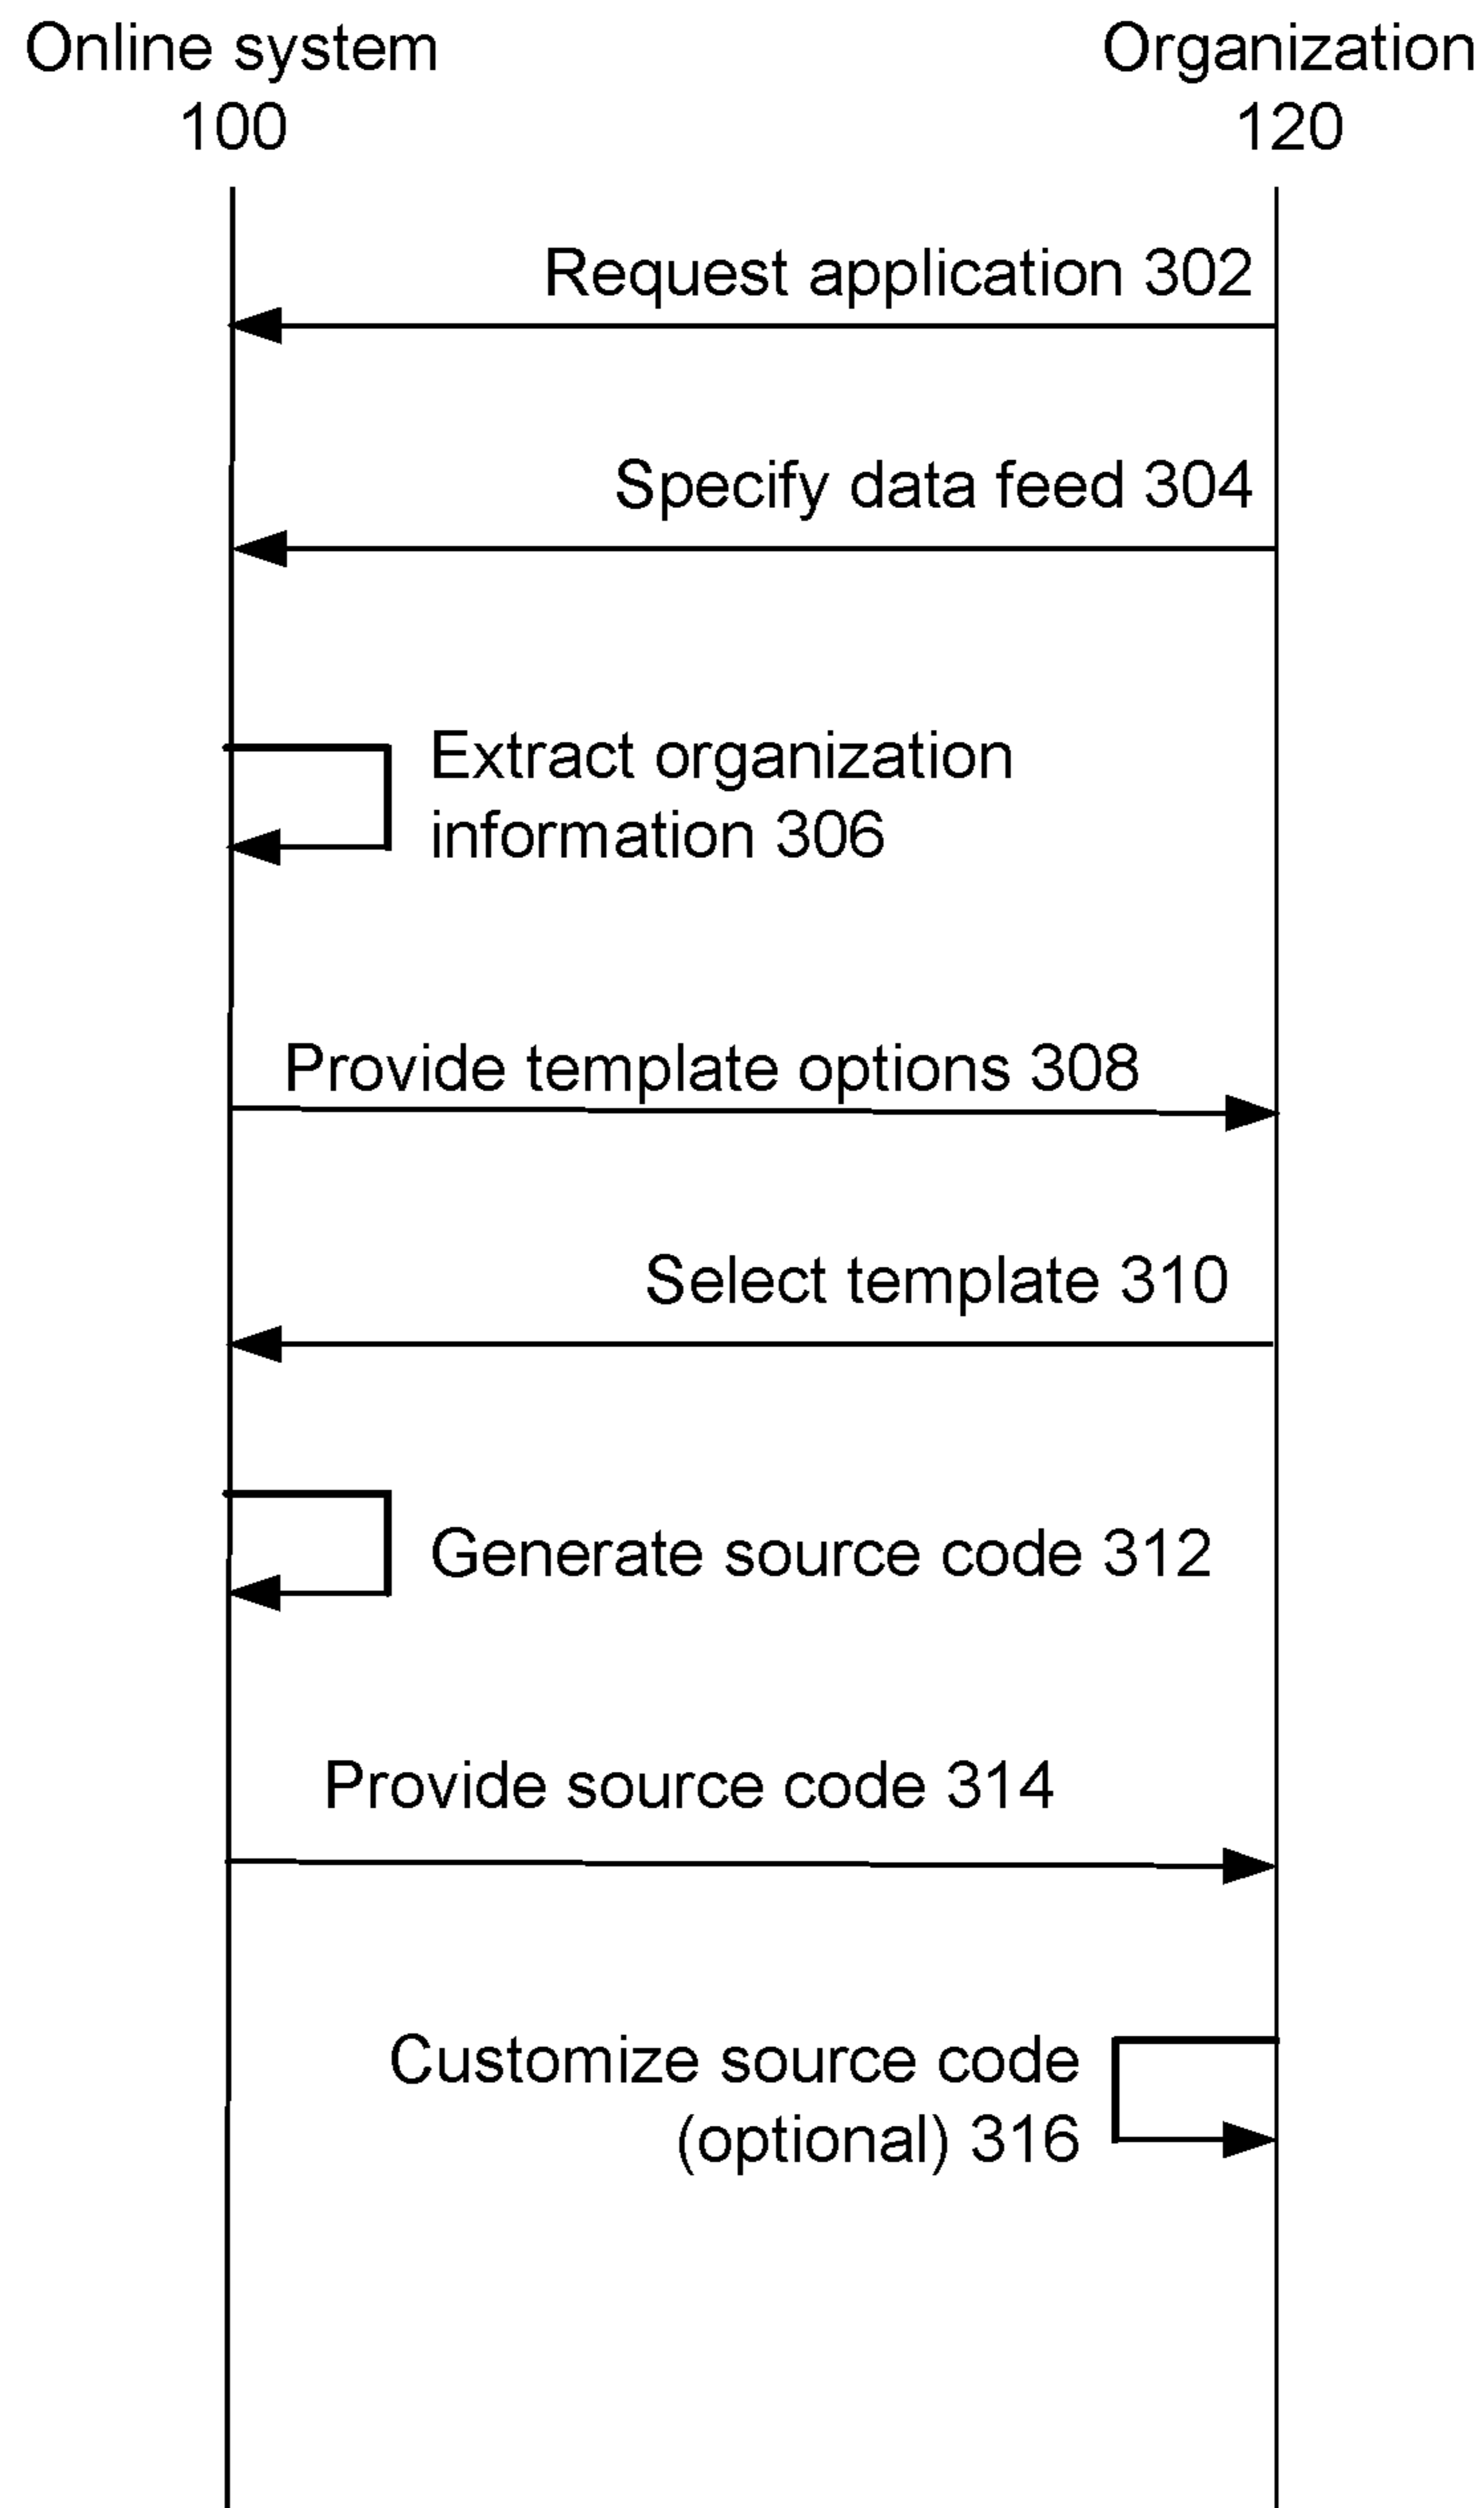 Online system
100
Organization
120
Request application 302
Specify data feed 304
Extract organization
information 306
Provide template options 308
Select template 310
Generate source code 312
Provide source code 314
Customize source code
(optional) 316